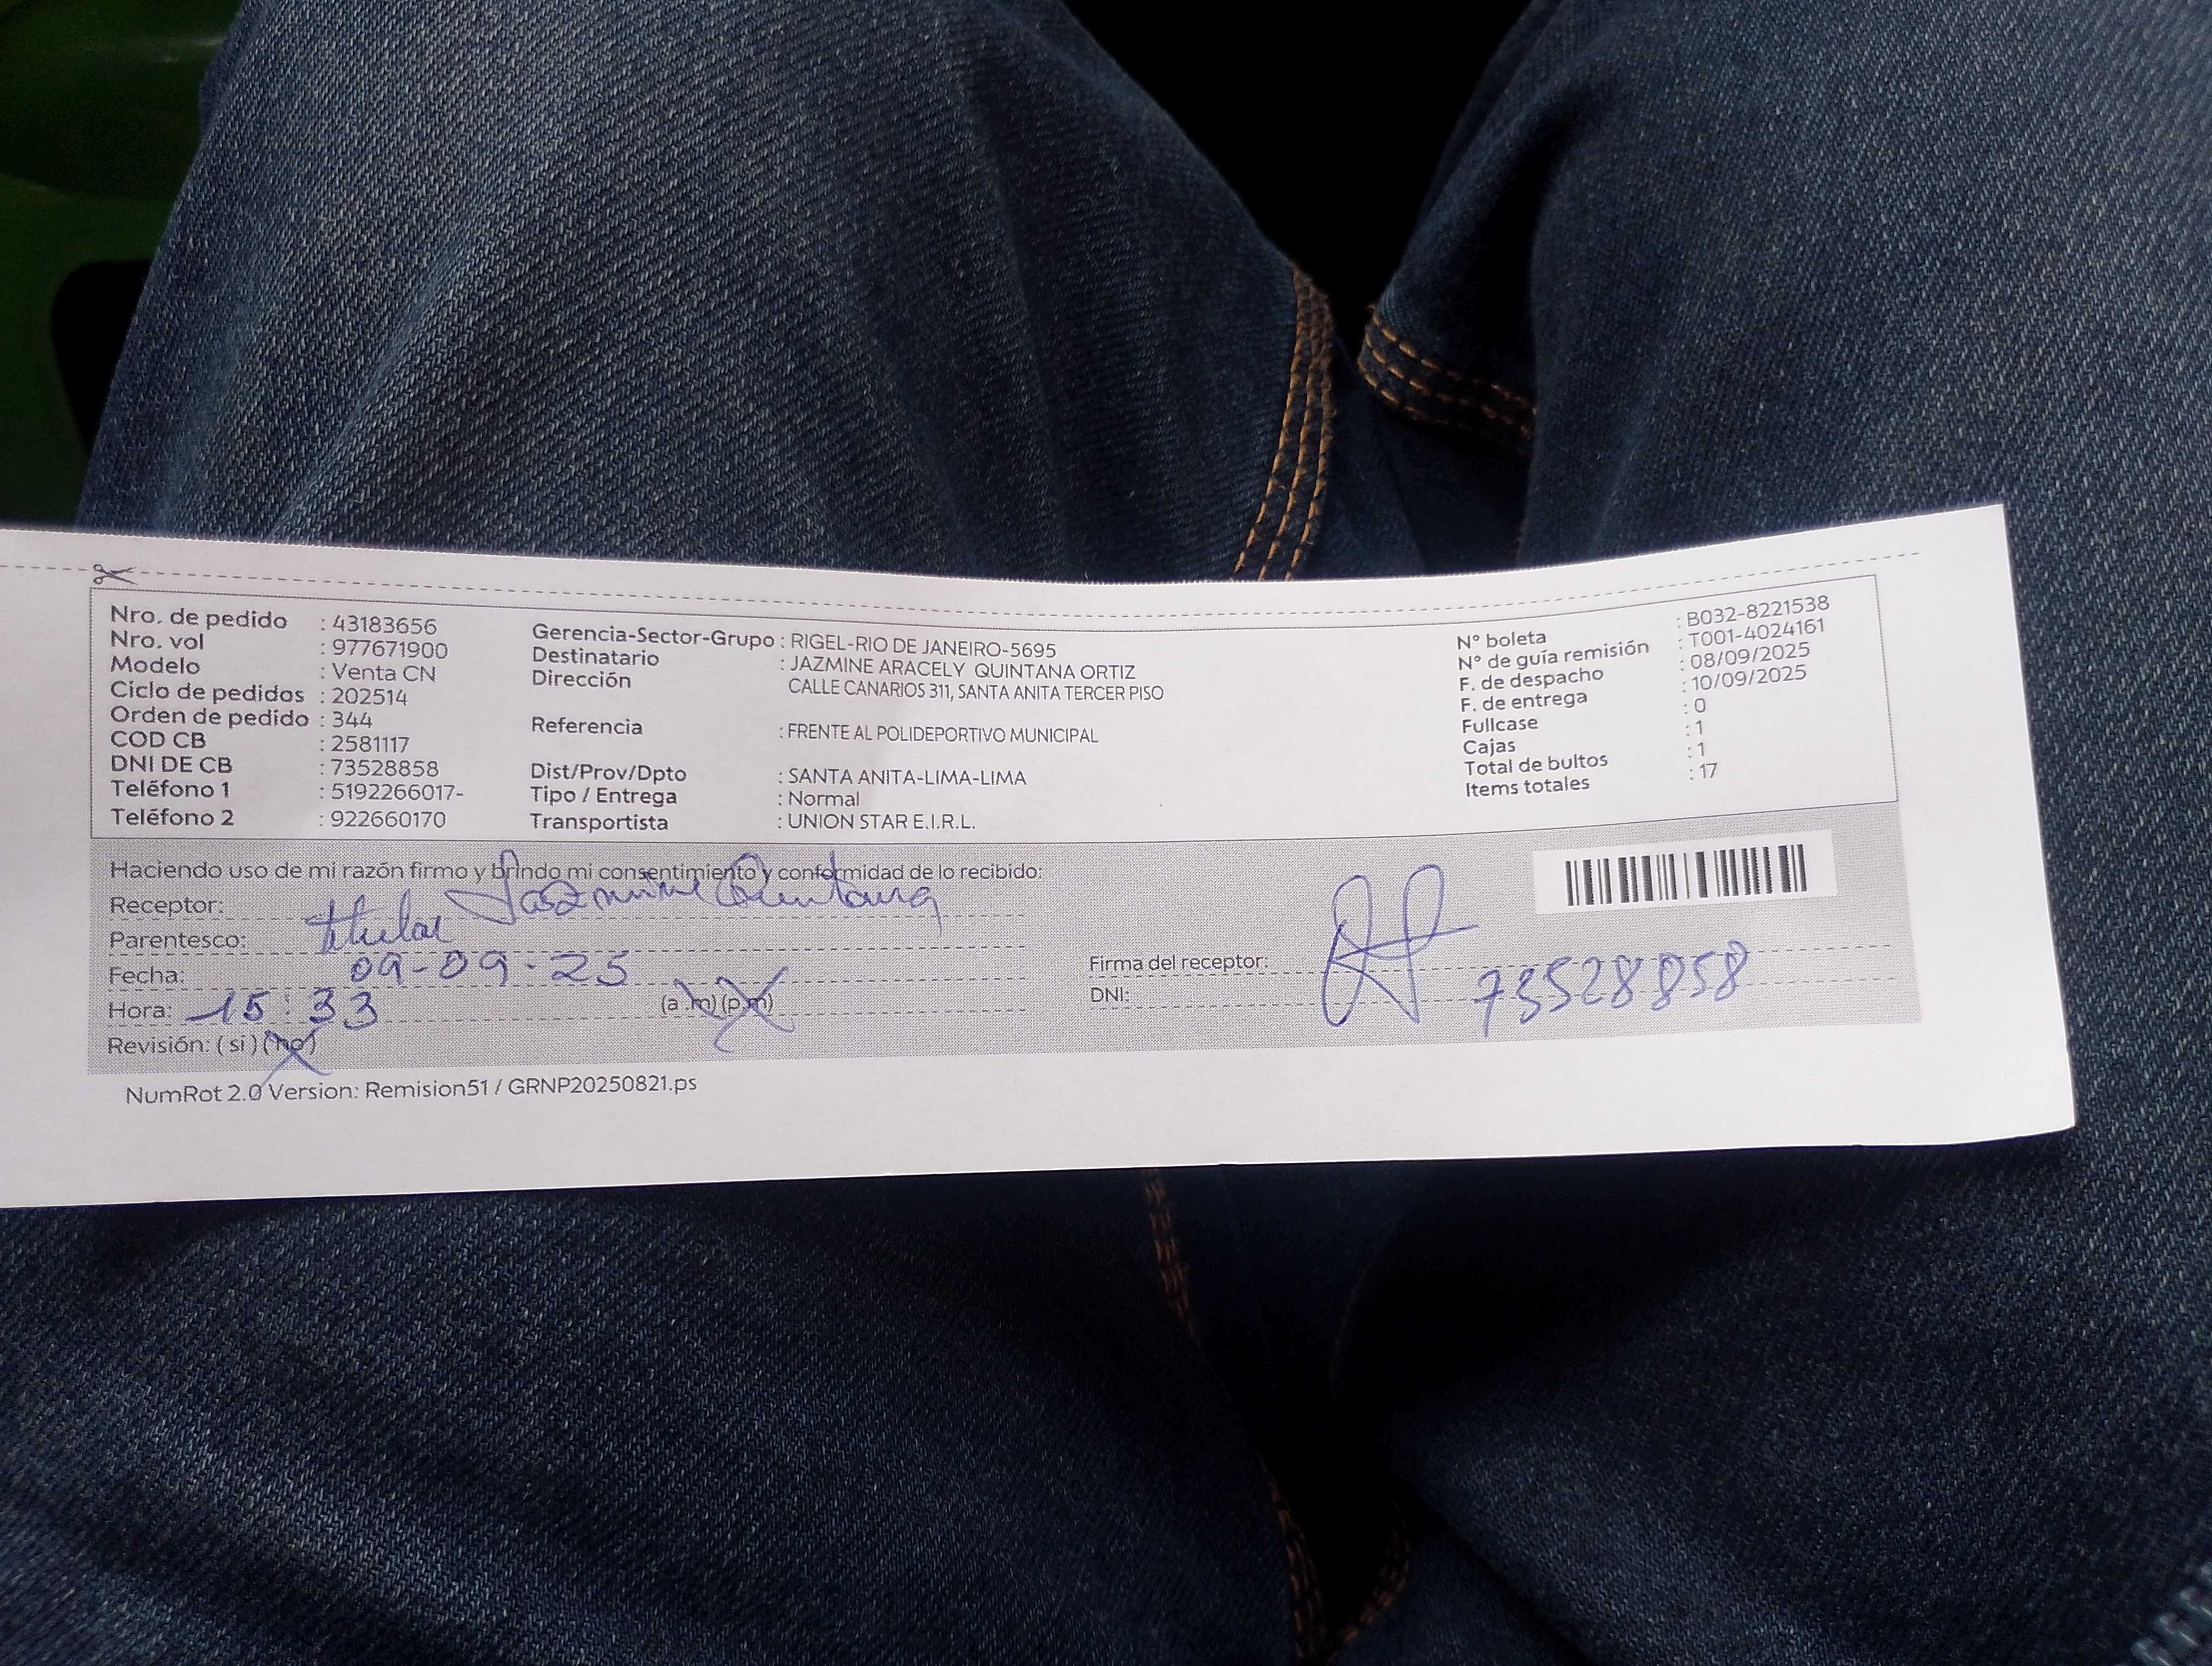 Nro. de pedido : 43183656
Nro. vol : 977671900
Modelo : Venta CN
Ciclo de pedidos : 202514
Orden de pedido : 344
COD CB : 2581117
DNI DE CB : 73528858
Teléfono 1 : 5192266017-
Teléfono 2 : 922660170
Gerencia-Sector-Grupo : RIGEL-RIO DE JANEIRO-5695
Destinatario : JAZMINE ARACELY QUINTANA ORTIZ
Dirección CALLE CANARIOS 311, SANTA ANITA TERCER PISO
Referencia : FRENTE AL POLIDEPORTIVO MUNICIPAL
Dist/Prov/Dpto : SANTA ANITA-LIMA-LIMA
Tipo / Entrega : Normal
Transportista : UNION STAR E.I.R.L.
N° boleta : B032-8221538
N° de guía remisión : T001-4024161
F. de despacho : 08/09/2025
F. de entrega : 10/09/2025
Fullcase : 0
Cajas : 1
Total de bultos : 1
Items totales : 17
Haciendo uso de mi razón firmo y brindo mi consentimiento y conformidad de lo recibido:
Receptor: Jasmine Quintana
Parentesco: titular
Fecha: 09-09-25
Hora: 15:33 (a.m) (p.m)
Revisión: (si) (no)
Firma del receptor:
DNI: 73528858
NumRot 2.0 Version: Remision51 / GRNP20250821.ps